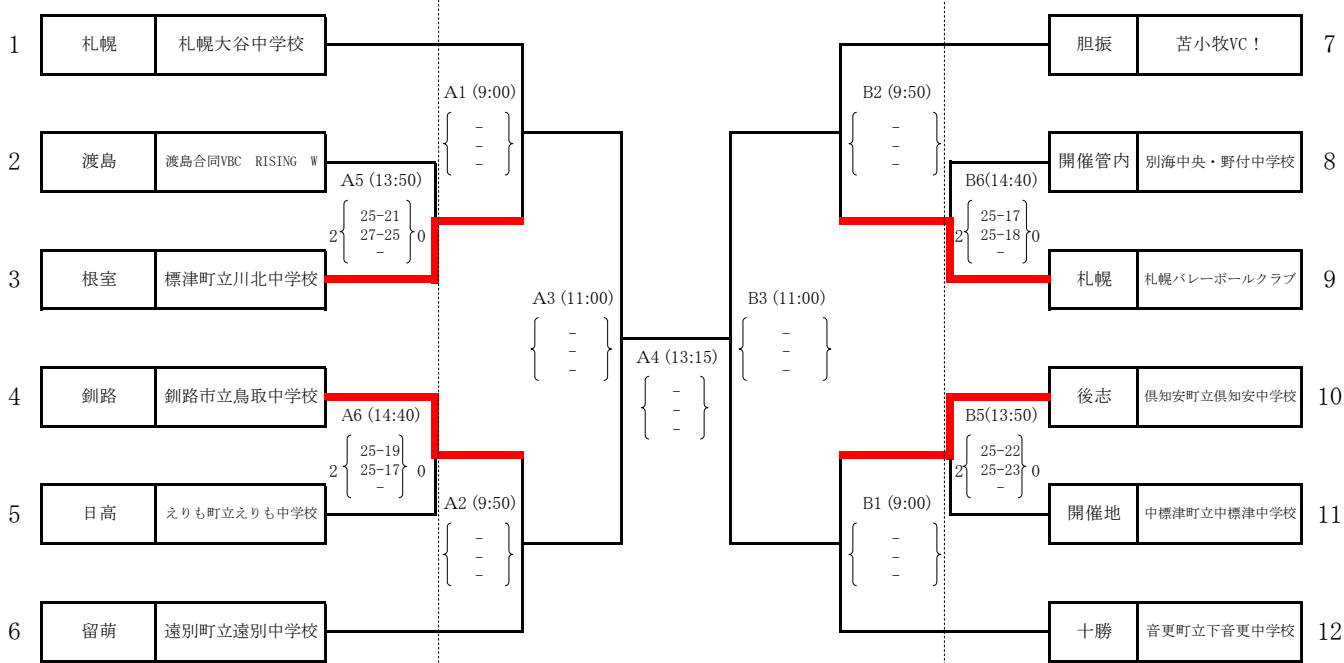 1 札幌 札幌大谷中学校
A1 (9:00)
-
-
-
2 渡島 渡島合同VBC RISING W
A5 (13:50)
2 25-21 0
27-25
-
3 根室 標津町立川北中学校
A3 (11:00)
-
-
-
4 釧路 釧路市立鳥取中学校
A6 (14:40)
2 25-19 0
25-17
-
5 日高 えりも町立えりも中学校
A2 (9:50)
-
-
-
6 留萌 遠別町立遠別中学校
A4 (13:15)
-
-
-
胆振 苫小牧VC！ 7
B2 (9:50)
-
-
-
開催管内 別海中央・野付中学校 8
B6(14:40)
2 25-17 0
25-18
-
札幌 札幌バレーボールクラブ 9
B3 (11:00)
-
-
-
後志 倶知安町立倶知安中学校 10
B5(13:50)
2 25-22 0
25-23
-
開催地 中標津町立中標津中学校 11
B1 (9:00)
-
-
-
十勝 音更町立下音更中学校 12